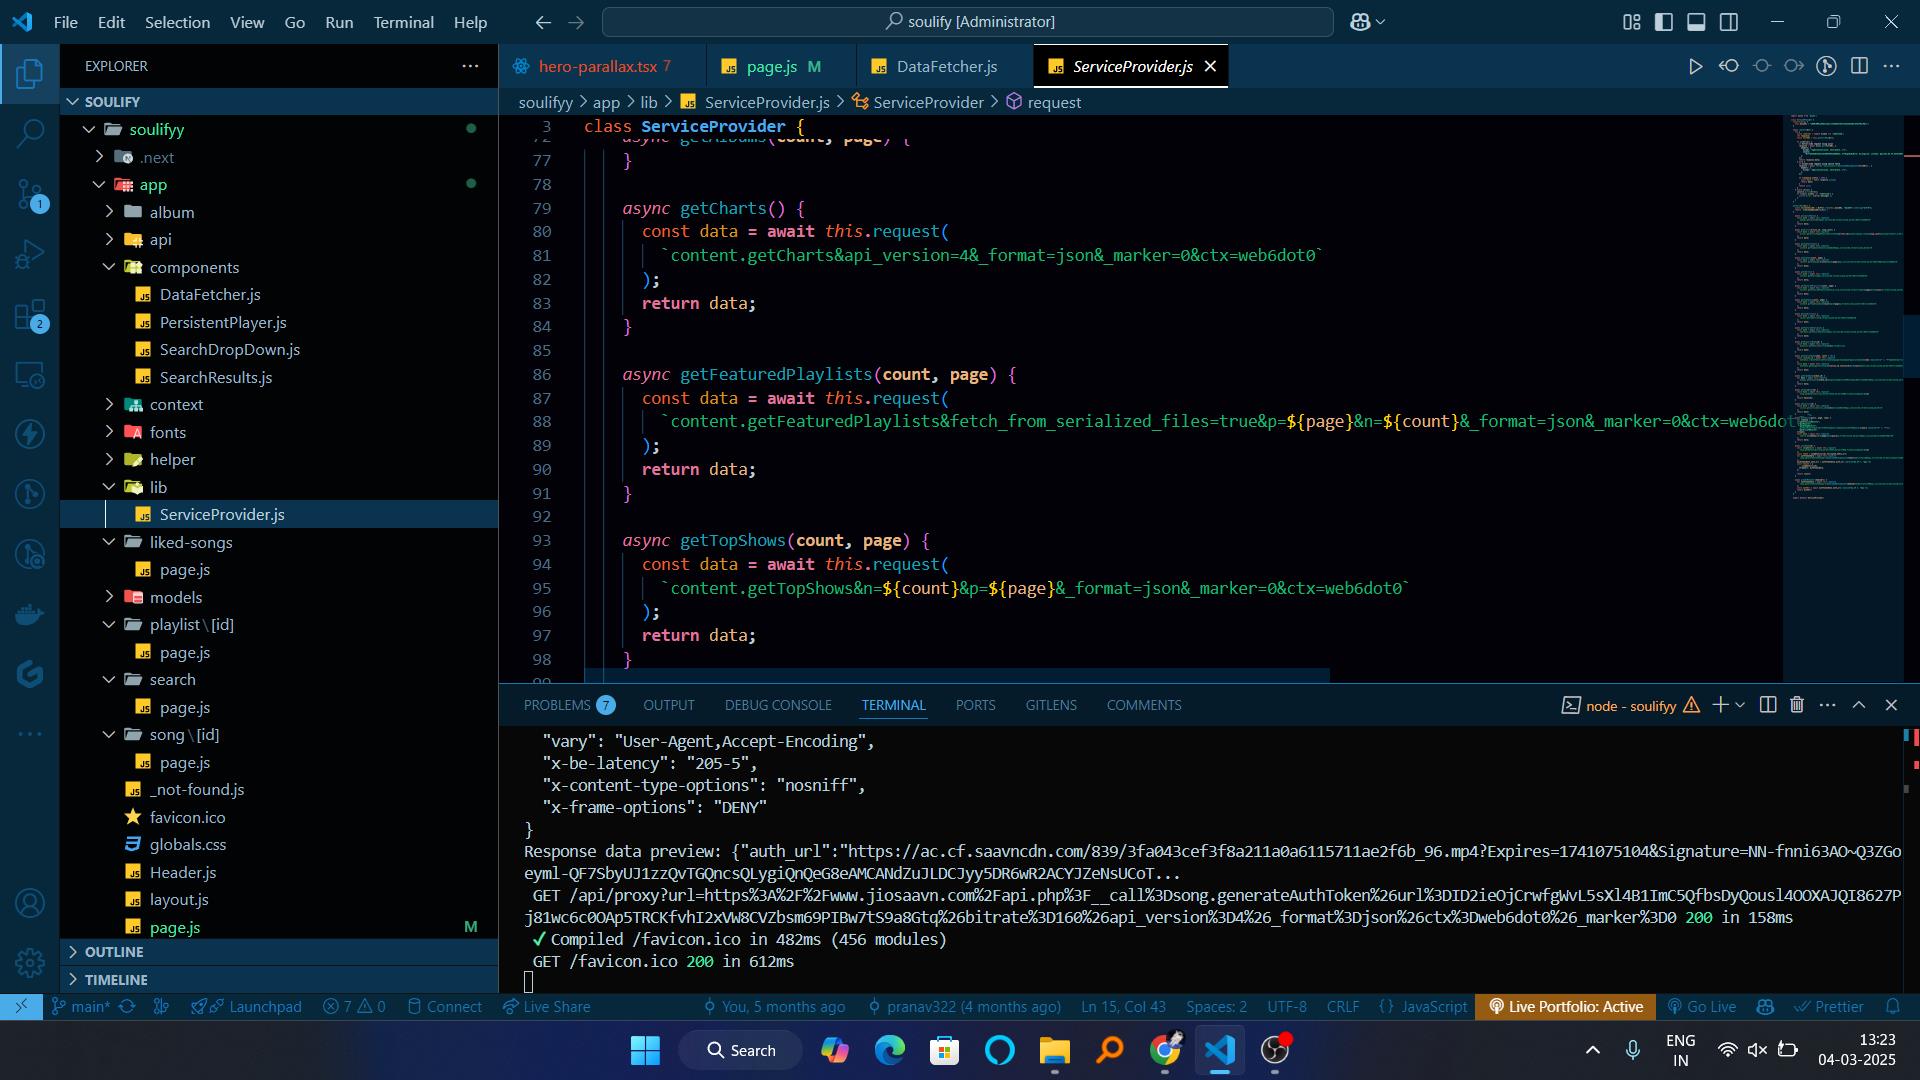 File Edit Selection View Go Run Terminal Help
soulify [Administrator]
EXPLORER
SOULIFY
soulifyy
.next
app
album
api
components
DataFetcher.js
PersistentPlayer.js
SearchDropDown.js
SearchResults.js
context
fonts
helper
lib
ServiceProvider.js
liked-songs
page.js
models
playlist\[id]
page.js
search
page.js
song\[id]
page.js
_not-found.js
favicon.ico
globals.css
Header.js
layout.js
page.js M
OUTLINE
TIMELINE
1
2
hero-parallax.tsx 7 page.js M DataFetcher.js ServiceProvider.js
soulifyy > app > lib > ServiceProvider.js > ServiceProvider > request
3 class ServiceProvider {
72 async getAlbums(count, page) {
77 }
78
79 async getCharts() {
80 const data = await this.request(
81 `content.getCharts&api_version=4&_format=json&_marker=0&ctx=web6dot0`
82 );
83 return data;
84 }
85
86 async getFeaturedPlaylists(count, page) {
87 const data = await this.request(
88 `content.getFeaturedPlaylists&fetch_from_serialized_files=true&p=${page}&n=${count}&_format=json&_marker=0&ctx=web6dot
89 );
90 return data;
91 }
92
93 async getTopShows(count, page) {
94 const data = await this.request(
95 `content.getTopShows&n=${count}&p=${page}&_format=json&_marker=0&ctx=web6dot0`
96 );
97 return data;
98 }
99
PROBLEMS 7 OUTPUT DEBUG CONSOLE TERMINAL PORTS GITLENS COMMENTS
node - soulifyy
"vary": "User-Agent,Accept-Encoding",
"x-be-latency": "205-5",
"x-content-type-options": "nosniff",
"x-frame-options": "DENY"
}
Response data preview: {"auth_url":"https://ac.cf.saavncdn.com/839/3fa043cef3f8a211a0a6115711ae2f6b_96.mp4?Expires=1741075104&Signature=NN-fnni63AO~Q3ZGo
eyml-QF7SbyUJ1zzQvTGQncsQLygiQnQeG8eAMCANdZuJLDCJyy5DR6wR2ACYJZeNsUCoT...
GET /api/proxy?url=https%3A%2F%2Fwww.jiosaavn.com%2Fapi.php%3F__call%3Dsong.generateAuthToken%26url%3DID2ieOjCrwfgWvL5sXl4B1ImC5QfbsDyQousl4OOXAJQI8627P
j81wc6c0OAp5TRCKfvhI2xVW8CVZbsm69PIBw7tS9a8Gtq%26bitrate%3D160%26api_version%3D4%26_format%3Djson%26ctx%3Dweb6dot0%26_marker%3D0 200 in 158ms
✓ Compiled /favicon.ico in 482ms (456 modules)
GET /favicon.ico 200 in 612ms
main* Launchpad 7 0 Connect Live Share You, 5 months ago pranav322 (4 months ago) Ln 15, Col 43 Spaces: 2 UTF-8 CRLF {} JavaScript Live Portfolio: Active Go Live Prettier
Search
ENG
IN
13:23
04-03-2025